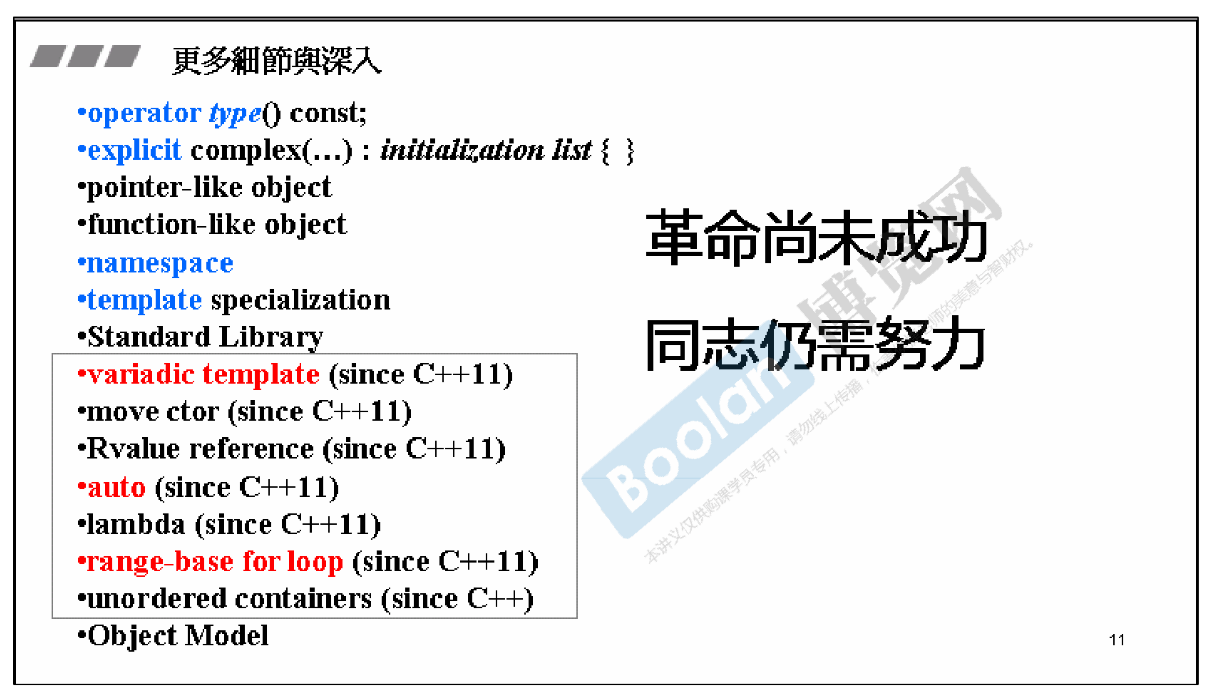 更多細節與深入
•operator type() const;
•explicit complex(…) : initialization list { }
•pointer-like object
•function-like object
•namespace
•template specialization
•Standard Library
•variadic template (since C++11)
•move ctor (since C++11)
•Rvalue reference (since C++11)
•auto (since C++11)
•lambda (since C++11)
•range-base for loop (since C++11)
•unordered containers (since C++)
•Object Model
革命尚未成功
同志仍需努力
Boolan 博览网
本讲义仅供购课学员专用，请勿线上传播，
师的美意与智财权。
11